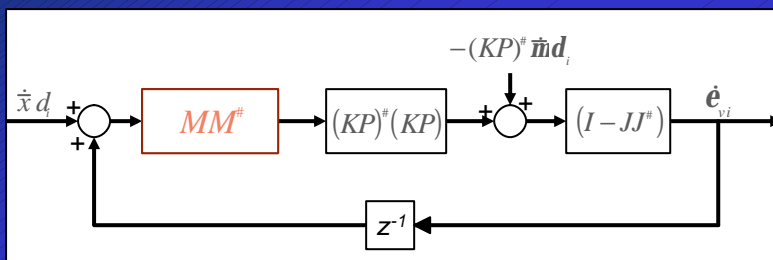 −(KP)^# ṁ̄d_i
ẋ̄ d_i + + MM^# (KP)^#(KP) + + (I − JJ^#) ė_vi
z^-1